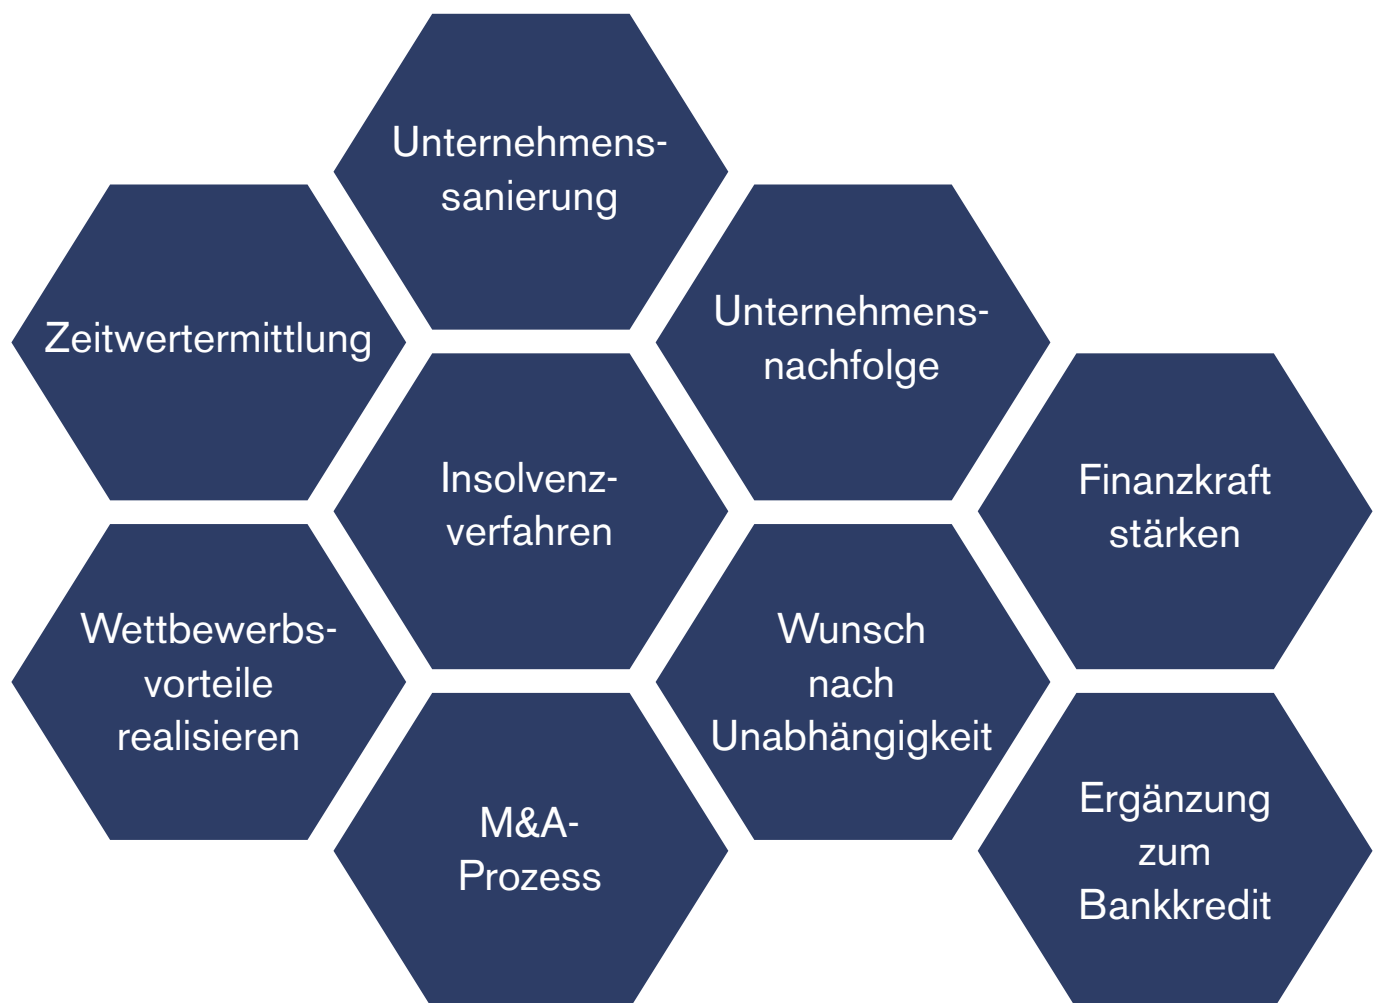 Unternehmens-
sanierung
Zeitwertermittlung
Unternehmens-
nachfolge
Insolvenz-
verfahren
Finanzkraft
stärken
Wettbewerbs-
vorteile
realisieren
Wunsch
nach
Unabhängigkeit
M&A-
Prozess
Ergänzung
zum
Bankkredit